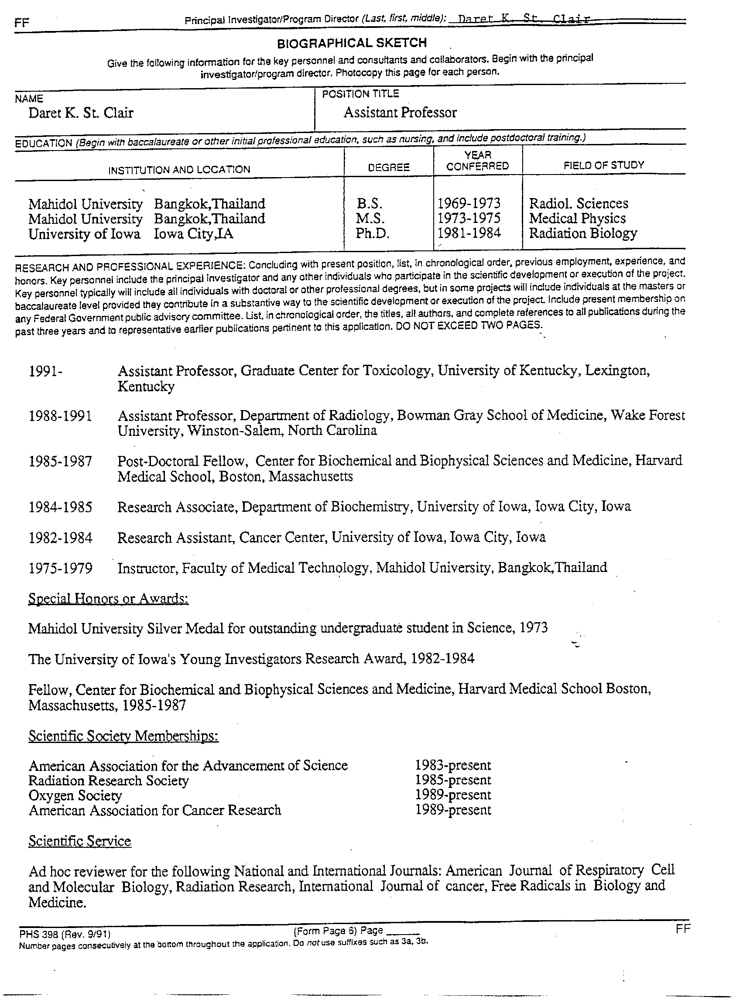 FF
Principal Investigator/Program Director (Last, first, middle): Daret K. St. Clair
BIOGRAPHICAL SKETCH
Give the following information for the key personnel and consultants and collaborators. Begin with the principal
investigator/program director. Photocopy this page for each person.
NAME
POSITION TITLE
Daret K. St. Clair
Assistant Professor
EDUCATION (Begin with baccalaureate or other initial professional education, such as nursing, and include postdoctoral training.)
INSTITUTION AND LOCATION DEGREE YEAR CONFERRED FIELD OF STUDY
Mahidol University Bangkok,Thailand B.S. 1969-1973 Radiol. Sciences
Mahidol University Bangkok,Thailand M.S. 1973-1975 Medical Physics
University of Iowa Iowa City,IA Ph.D. 1981-1984 Radiation Biology
RESEARCH AND PROFESSIONAL EXPERIENCE: Concluding with present position, list, in chronological order, previous employment, experience, and
honors. Key personnel include the principal investigator and any other individuals who participate in the scientific development or execution of the project.
Key personnel typically will include all individuals with doctoral or other professional degrees, but in some projects will include individuals at the masters or
baccalaureate level provided they contribute in a substantive way to the scientific development or execution of the project. Include present membership on
any Federal Government public advisory committee. List, in chronological order, the titles, all authors, and complete references to all publications during the
past three years and to representative earlier publications pertinent to this application. DO NOT EXCEED TWO PAGES.
1991- Assistant Professor, Graduate Center for Toxicology, University of Kentucky, Lexington,
Kentucky
1988-1991 Assistant Professor, Department of Radiology, Bowman Gray School of Medicine, Wake Forest
University, Winston-Salem, North Carolina
1985-1987 Post-Doctoral Fellow, Center for Biochemical and Biophysical Sciences and Medicine, Harvard
Medical School, Boston, Massachusetts
1984-1985 Research Associate, Department of Biochemistry, University of Iowa, Iowa City, Iowa
1982-1984 Research Assistant, Cancer Center, University of Iowa, Iowa City, Iowa
1975-1979 Instructor, Faculty of Medical Technology, Mahidol University, Bangkok,Thailand
Special Honors or Awards:
Mahidol University Silver Medal for outstanding undergraduate student in Science, 1973
The University of Iowa's Young Investigators Research Award, 1982-1984
Fellow, Center for Biochemical and Biophysical Sciences and Medicine, Harvard Medical School Boston,
Massachusetts, 1985-1987
Scientific Society Memberships:
American Association for the Advancement of Science 1983-present
Radiation Research Society 1985-present
Oxygen Society 1989-present
American Association for Cancer Research 1989-present
Scientific Service
Ad hoc reviewer for the following National and International Journals: American Journal of Respiratory Cell
and Molecular Biology, Radiation Research, International Journal of cancer, Free Radicals in Biology and
Medicine.
PHS 398 (Rev. 9/91) (Form Page 6) Page ______ FF
Number pages consecutively at the bottom throughout the application. Do not use suffixes such as 3a, 3b.